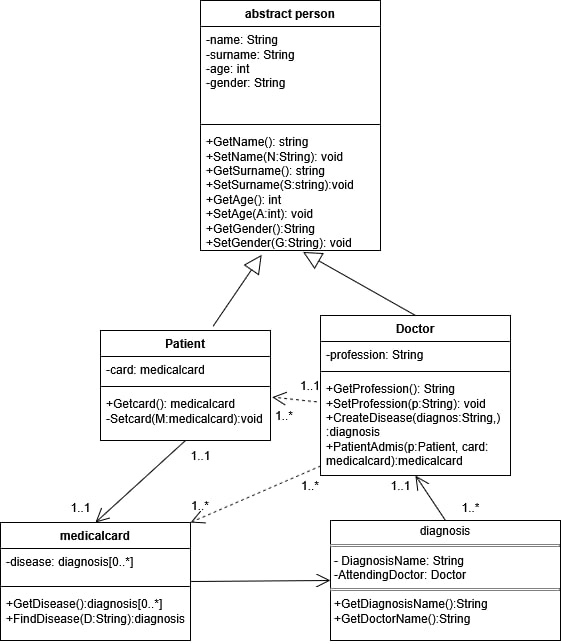 abstract person
-name: String
-surname: String
-age: int
-gender: String
+GetName(): string
+SetName(N:String): void
+GetSurname(): string
+SetSurname(S:string):void
+GetAge(): int
+SetAge(A:int): void
+GetGender():String
+SetGender(G:String): void
Patient
-card: medicalcard
+Getcard(): medicalcard
-Setcard(M:medicalcard):void
Doctor
-profession: String
+GetProfession(): String
+SetProfession(p:String): void
+CreateDisease(diagnos:String,)
:diagnosis
+PatientAdmis(p:Patient, card:
medicalcard):medicalcard
1..1
1..*
1..1
1..1
1..*
1..*
1..1
1..*
medicalcard
-disease: diagnosis[0..*]
+GetDisease():diagnosis[0..*]
+FindDisease(D:String):diagnosis
diagnosis
- DiagnosisName: String
-AttendingDoctor: Doctor
+GetDiagnosisName():String
+GetDoctorName():String